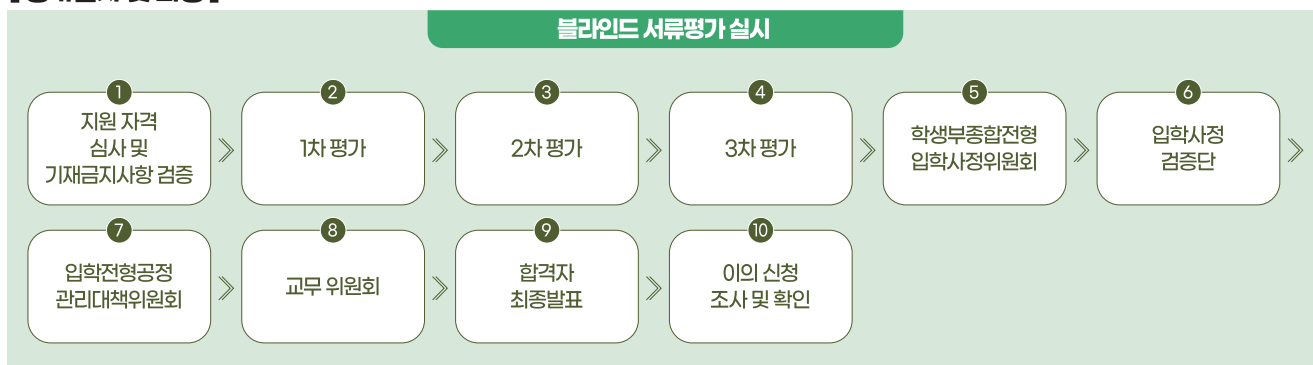 블라인드 서류평가 실시
1
지원 자격
심사 및
기재금지사항 검증
2
1차 평가
3
2차 평가
4
3차 평가
5
학생부종합전형
입학사정위원회
6
입학사정
검증단
7
입학전형공정
관리대책위원회
8
교무 위원회
9
합격자
최종발표
10
이의 신청
조사 및 확인